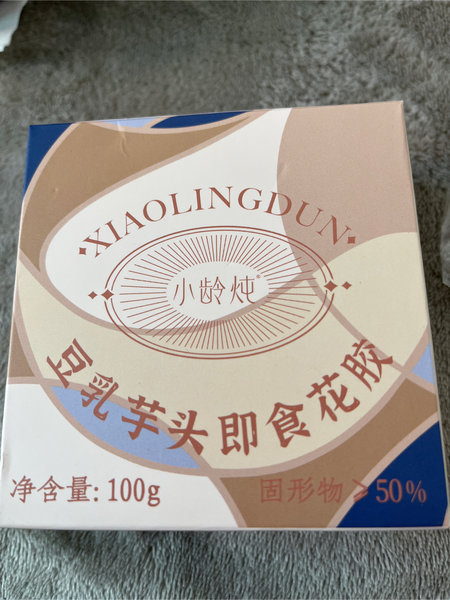 XIAOLINGDUN
小龄炖
豆乳芋头即食花胶
净含量: 100g
固形物⩾50%